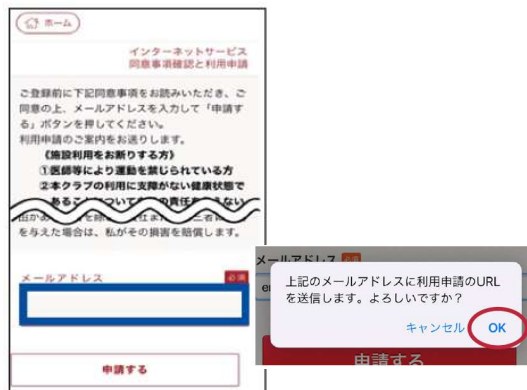 ホーム
インターネットサービス
同意事項確認と利用申請
ご登録前に下記同意事項をお読みいただき、ご
同意の上、メールアドレスを入力して「申請す
る」ボタンを押してください。
利用申請のご案内をお送りします。
《施設利用をお断りする方》
①医師等により運動を禁じられている方
②本クラブの利用に支障がない健康状態で
を与えた場合は、私がその損害を賠償します。
メールアドレス 必須
申請する
メールアドレス 必須
上記のメールアドレスに利用申請のURL
を送信します。よろしいですか？
キャンセル OK
申請する